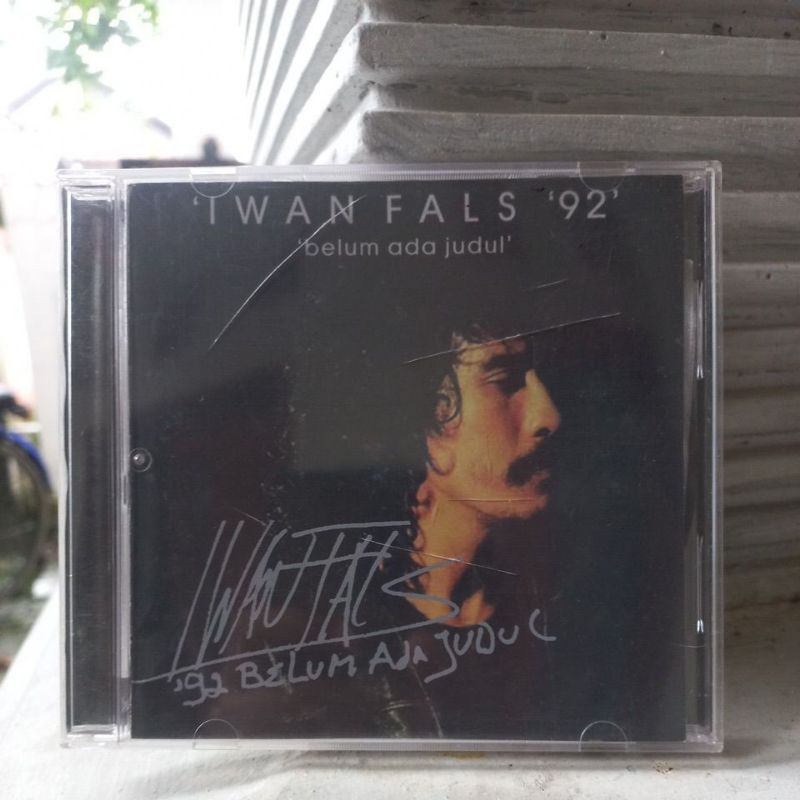 'IWAN FALS '92'
'belum ada judul'
IWAN FALS
'92 BELUM ADA JUDUL